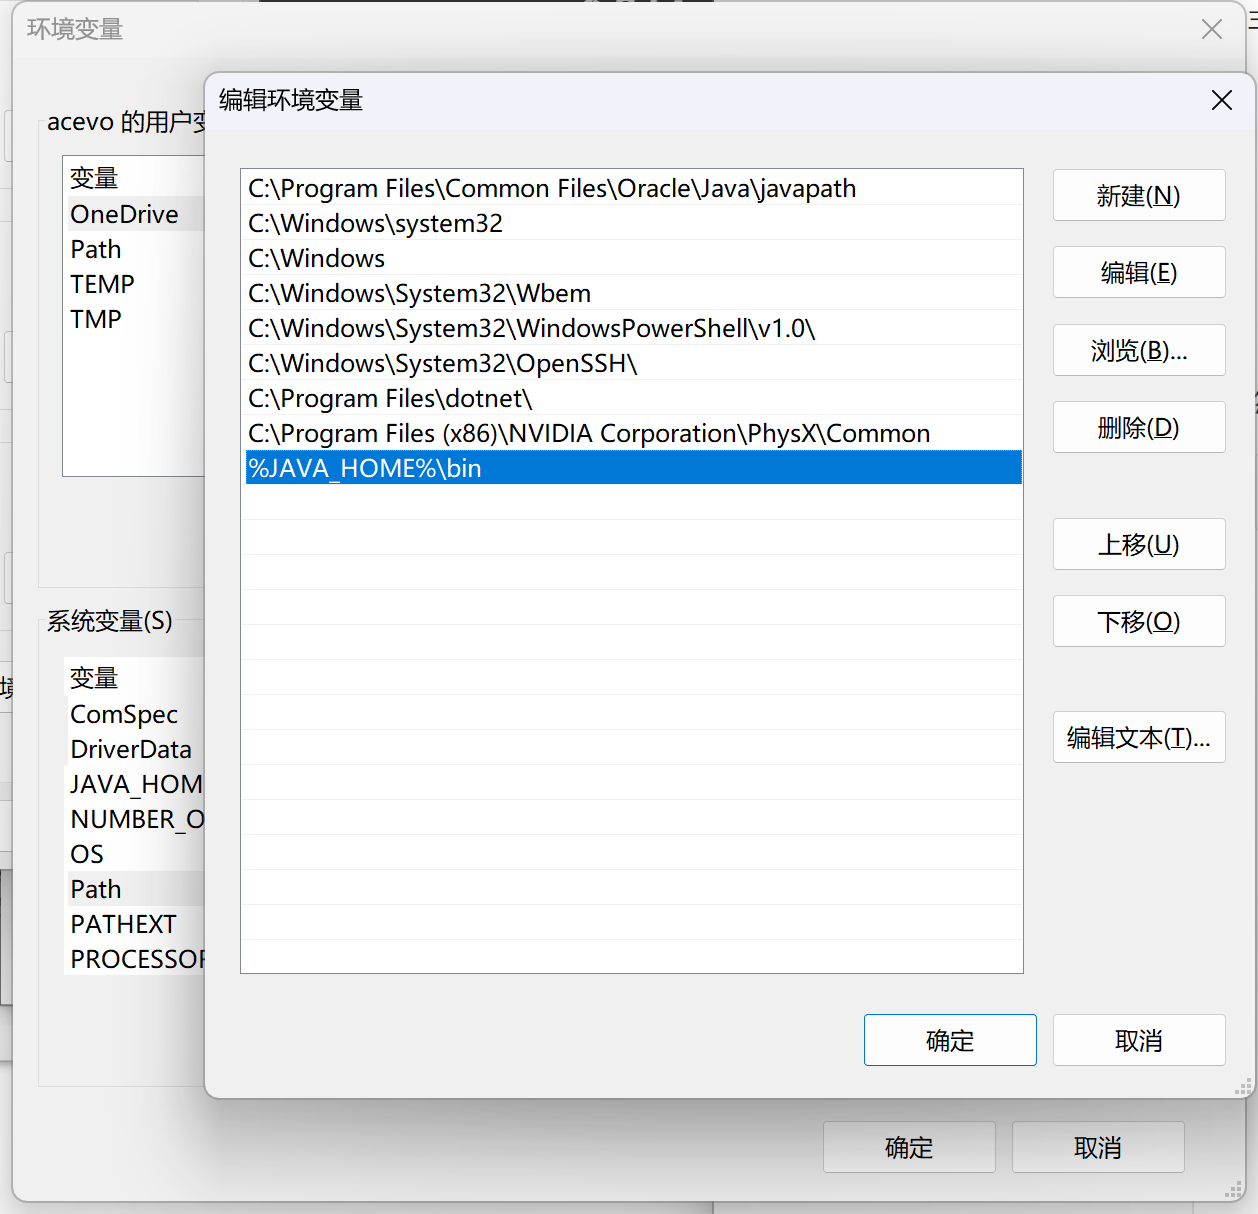 环境变量
编辑环境变量
acevo 的用户变
变量
OneDrive
Path
TEMP
TMP
C:\Program Files\Common Files\Oracle\Java\javapath
C:\Windows\system32
C:\Windows
C:\Windows\System32\Wbem
C:\Windows\System32\WindowsPowerShell\v1.0\
C:\Windows\System32\OpenSSH\
C:\Program Files\dotnet\
C:\Program Files (x86)\NVIDIA Corporation\PhysX\Common
%JAVA_HOME%\bin
新建(N)
编辑(E)
浏览(B)...
删除(D)
上移(U)
下移(O)
编辑文本(T)...
系统变量(S)
变量
ComSpec
DriverData
JAVA_HOM
NUMBER_O
OS
Path
PATHEXT
PROCESSOR
确定
取消
确定
取消